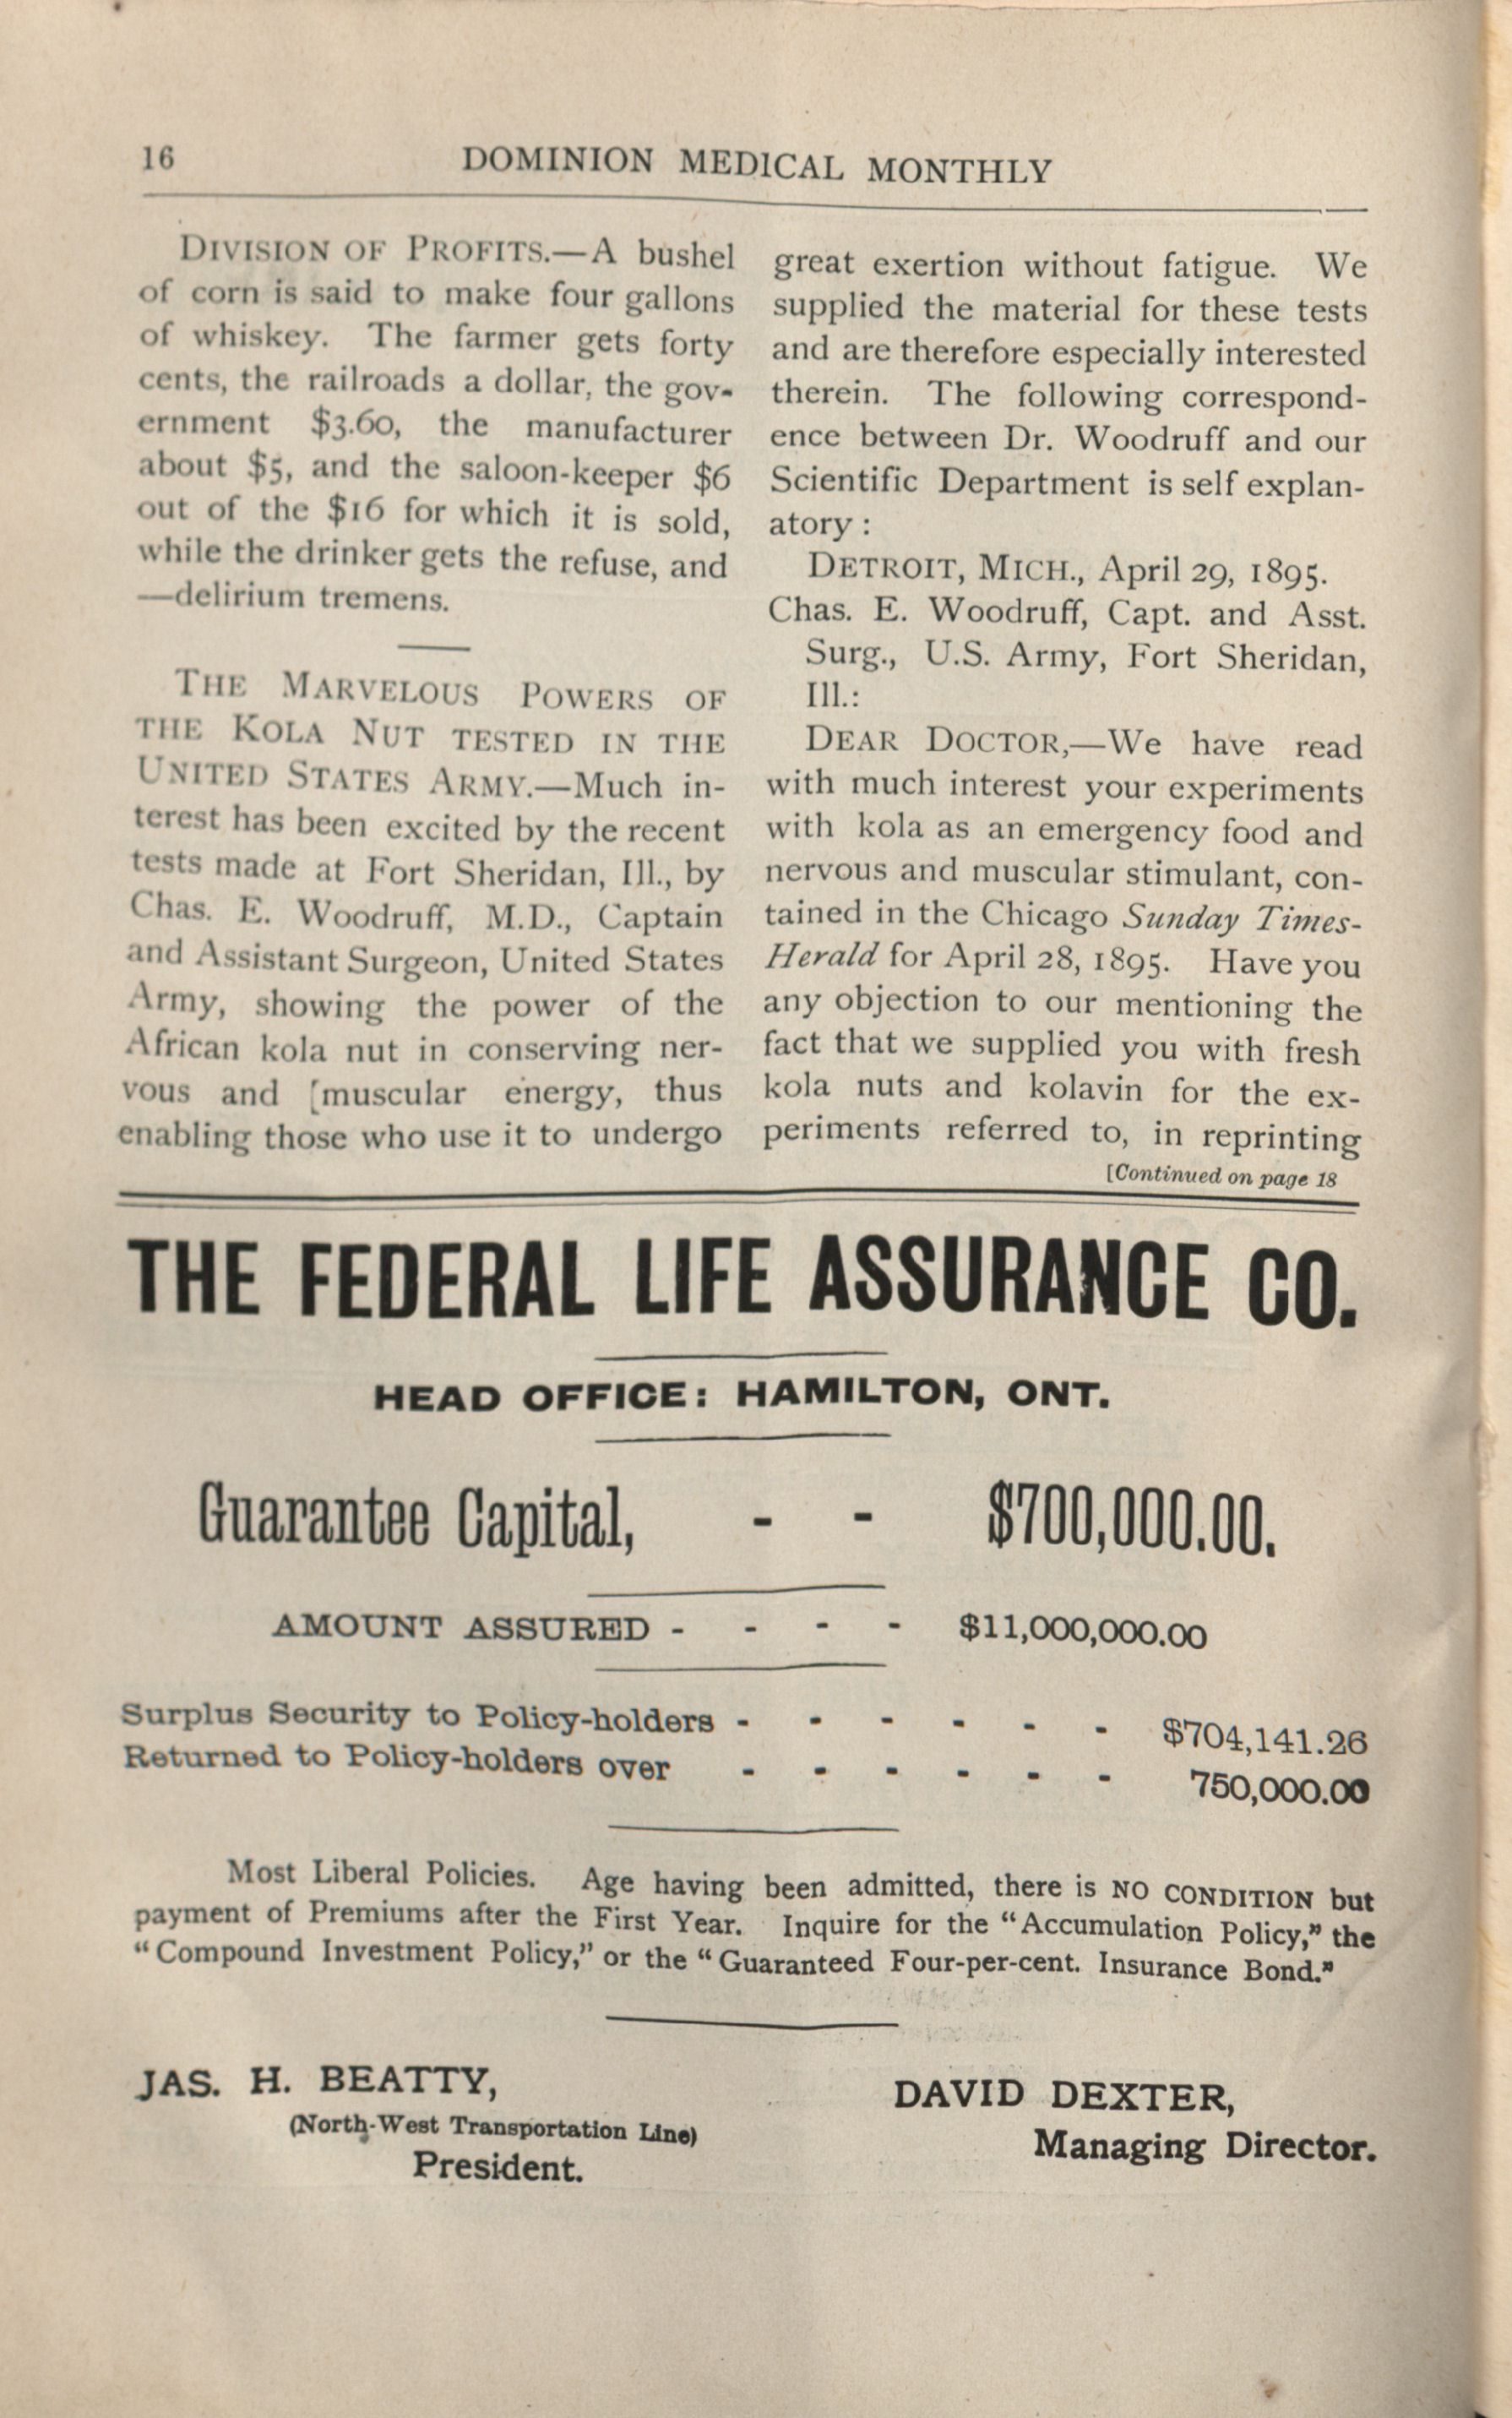 16
DOMINION MEDICAL MONTHLY
DIVISION OF PROFITS.—A bushel
of corn is said to make four gallons
of whiskey. The farmer gets forty
cents, the railroads a dollar, the gov-
ernment $3.60, the manufacturer
about $5, and the saloon-keeper $6
out of the $16 for which it is sold,
while the drinker gets the refuse, and
—delirium tremens.
THE MARVELOUS POWERS OF
THE KOLA NUT TESTED IN THE
UNITED STATES ARMY.—Much in-
terest has been excited by the recent
tests made at Fort Sheridan, Ill., by
Chas. E. Woodruff, M.D., Captain
and Assistant Surgeon, United States
Army, showing the power of the
African kola nut in conserving ner-
vous and [muscular energy, thus
enabling those who use it to undergo
great exertion without fatigue. We
supplied the material for these tests
and are therefore especially interested
therein. The following correspond-
ence between Dr. Woodruff and our
Scientific Department is self explan-
atory :
DETROIT, MICH., April 29, 1895.
Chas. E. Woodruff, Capt. and Asst.
Surg., U.S. Army, Fort Sheridan,
Ill.:
DEAR DOCTOR,—We have read
with much interest your experiments
with kola as an emergency food and
nervous and muscular stimulant, con-
tained in the Chicago Sunday Times-
Herald for April 28, 1895. Have you
any objection to our mentioning the
fact that we supplied you with fresh
kola nuts and kolavin for the ex-
periments referred to, in reprinting
[Continued on page 18
THE FEDERAL LIFE ASSURANCE CO.
HEAD OFFICE: HAMILTON, ONT.
Guarantee Capital, - - $700,000.00.
AMOUNT ASSURED - - - - $11,000,000.00
Surplus Security to Policy-holders - - - - - - $704,141.26
Returned to Policy-holders over - - - - - - 750,000.00
Most Liberal Policies. Age having been admitted, there is NO CONDITION but
payment of Premiums after the First Year. Inquire for the "Accumulation Policy," the
"Compound Investment Policy," or the "Guaranteed Four-per-cent. Insurance Bond."
JAS. H. BEATTY,
(North-West Transportation Line)
President.
DAVID DEXTER,
Managing Director.